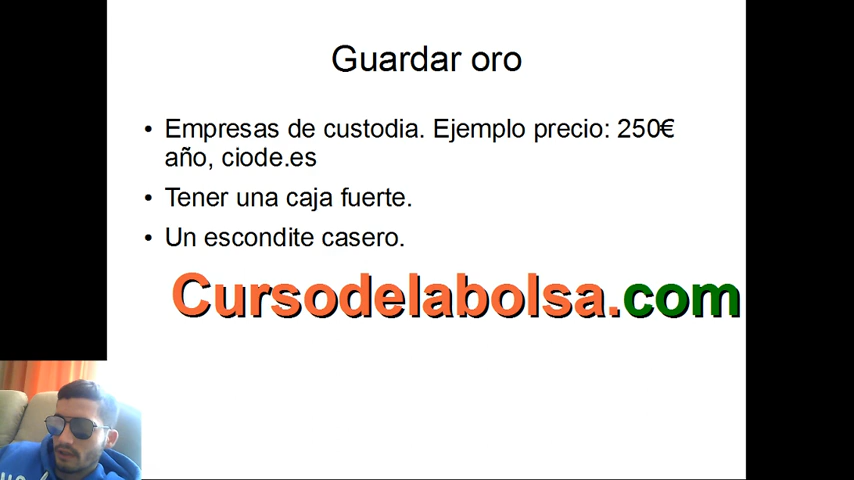 Guardar oro
• Empresas de custodia. Ejemplo precio: 250€
año, ciode.es
• Tener una caja fuerte.
• Un escondite casero.
Cursodelabolsa.com